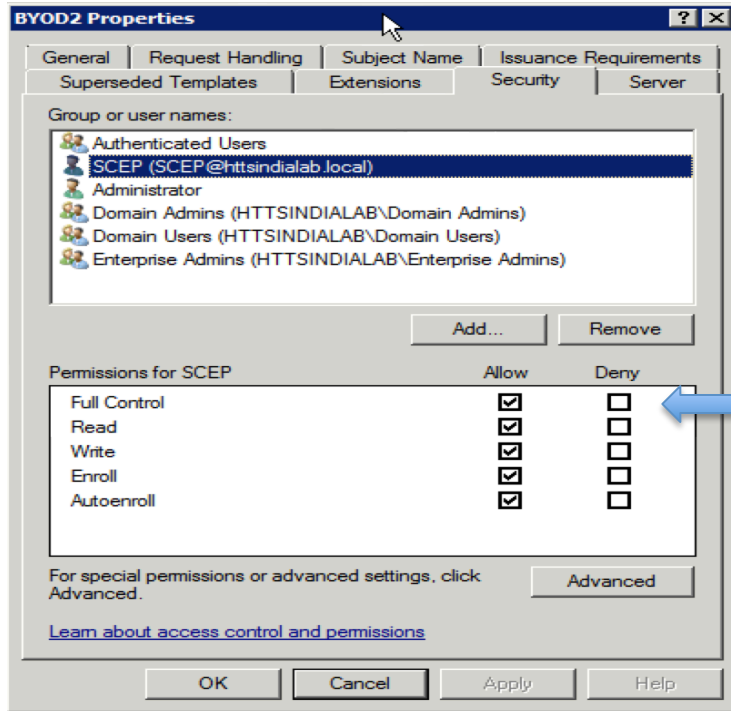 BYOD2 Properties
General Request Handling Subject Name Issuance Requirements
Superseded Templates Extensions Security Server
Group or user names:
Authenticated Users
SCEP (SCEP@httsindialab.local)
Administrator
Domain Admins (HTTSINDIALAB\Domain Admins)
Domain Users (HTTSINDIALAB\Domain Users)
Enterprise Admins (HTTSINDIALAB\Enterprise Admins)
Add... Remove
Permissions for SCEP Allow Deny
Full Control
Read
Write
Enroll
Autoenroll
For special permissions or advanced settings, click
Advanced.
Advanced
Learn about access control and permissions
OK Cancel Apply Help